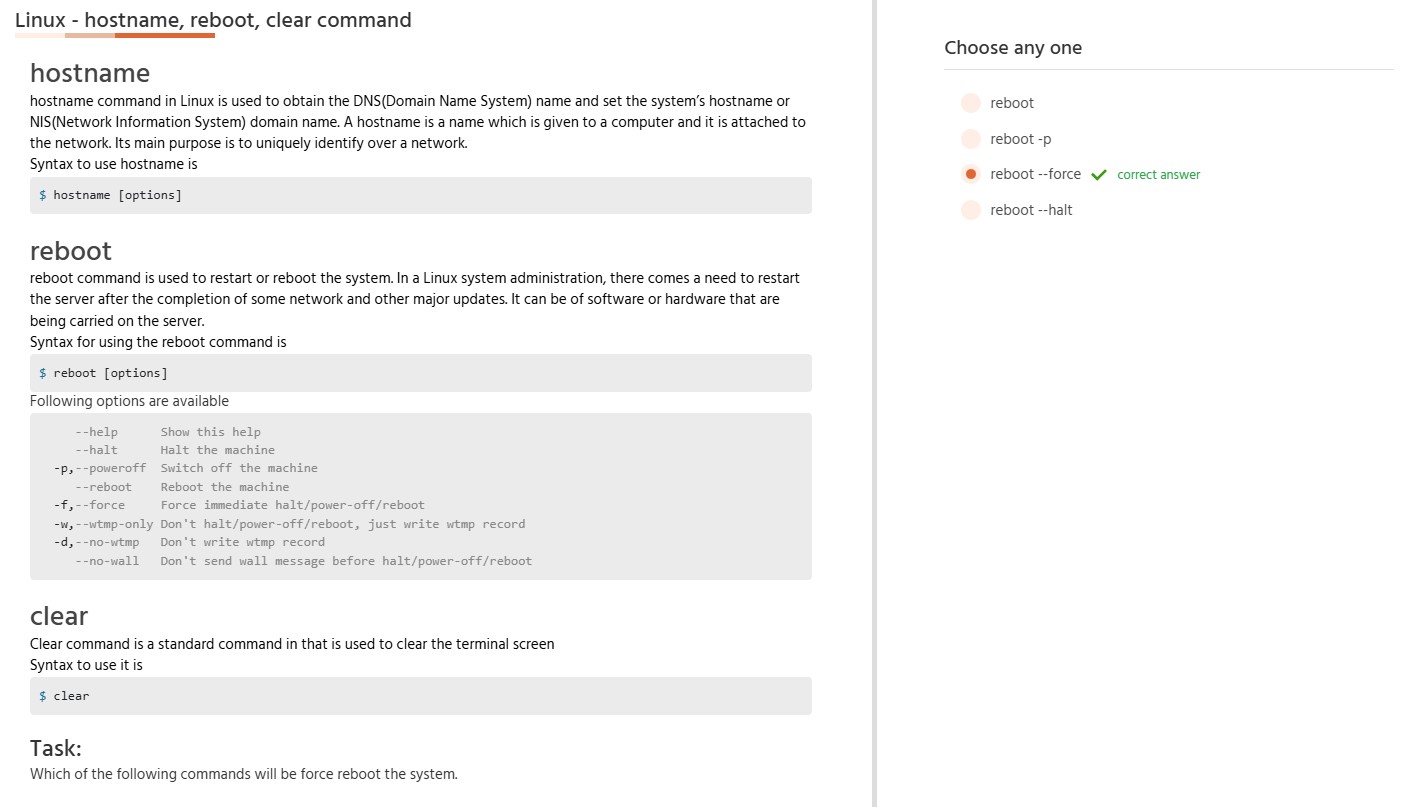 Linux - hostname, reboot, clear command
hostname
hostname command in Linux is used to obtain the DNS(Domain Name System) name and set the system's hostname or
NIS(Network Information System) domain name. A hostname is a name which is given to a computer and it is attached to
the network. Its main purpose is to uniquely identify over a network.
Syntax to use hostname is
$ hostname [options]
reboot
reboot command is used to restart or reboot the system. In a Linux system administration, there comes a need to restart
the server after the completion of some network and other major updates. It can be of software or hardware that are
being carried on the server.
Syntax for using the reboot command is
$ reboot [options]
Following options are available
--help Show this help
--halt Halt the machine
-p,--poweroff Switch off the machine
--reboot Reboot the machine
-f,--force Force immediate halt/power-off/reboot
-w,--wtmp-only Don't halt/power-off/reboot, just write wtmp record
-d,--no-wtmp Don't write wtmp record
--no-wall Don't send wall message before halt/power-off/reboot
clear
Clear command is a standard command in that is used to clear the terminal screen
Syntax to use it is
$ clear
Task:
Which of the following commands will be force reboot the system.
Choose any one
reboot
reboot -p
reboot --force correct answer
reboot --halt